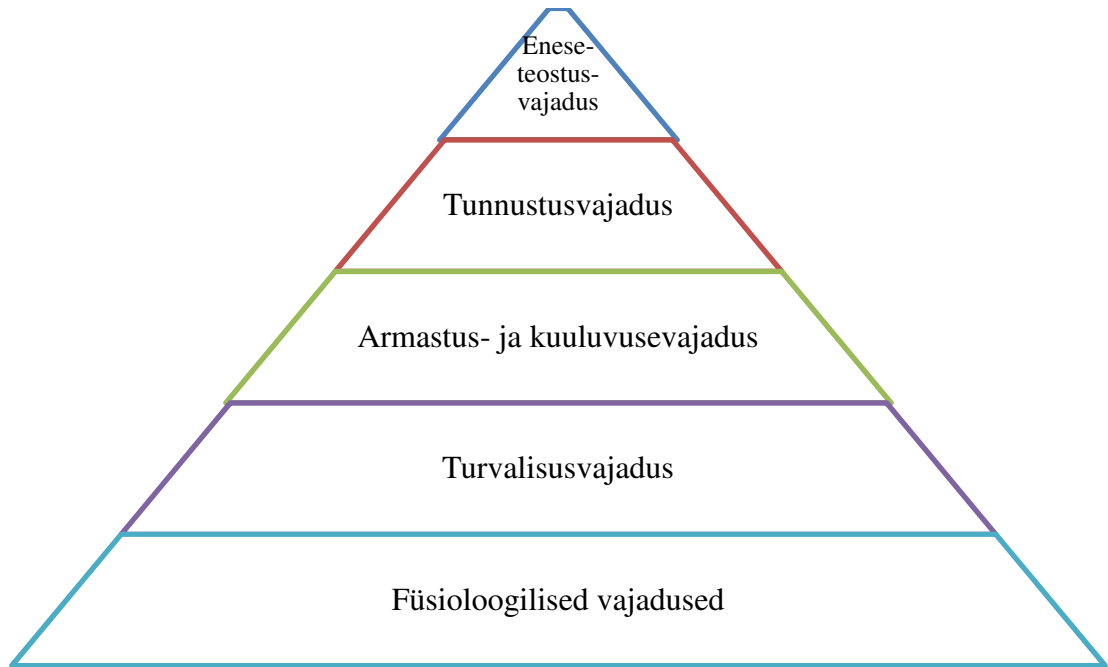 Enese-
teostus-
vajadus
Tunnustusvajadus
Armastus- ja kuuluvusevajadus
Turvalisusvajadus
Füsioloogilised vajadused